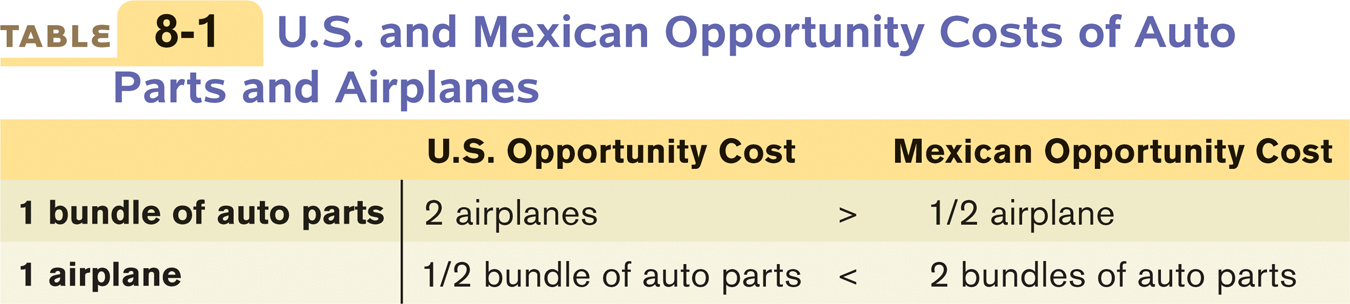 TABLE 8-1 U.S. and Mexican Opportunity Costs of Auto
Parts and Airplanes
U.S. Opportunity Cost Mexican Opportunity Cost
1 bundle of auto parts 2 airplanes > 1/2 airplane
1 airplane 1/2 bundle of auto parts < 2 bundles of auto parts